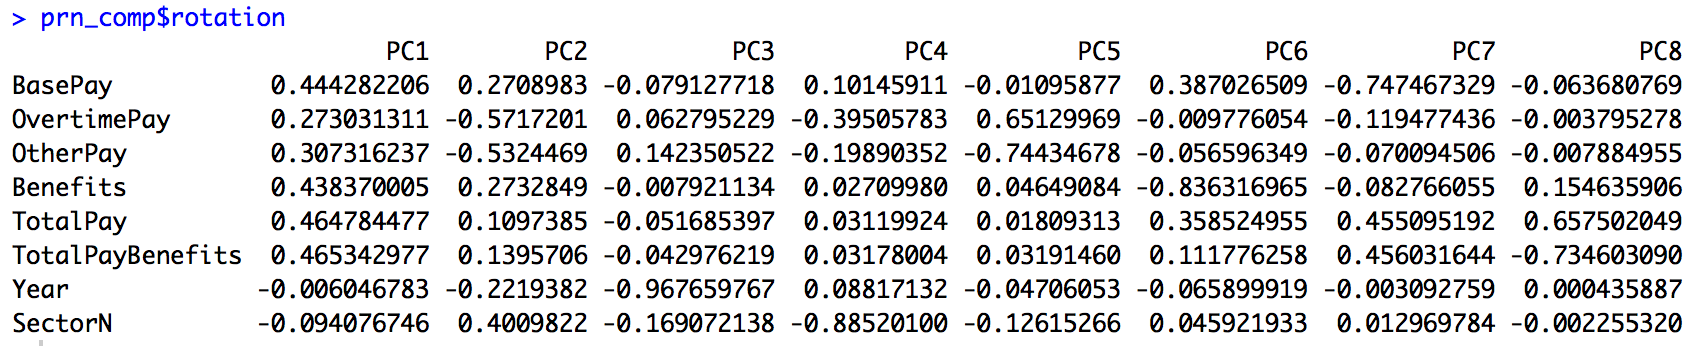 > prn_comp$rotation
PC1 PC2 PC3 PC4 PC5 PC6 PC7 PC8
BasePay 0.444282206 0.2708983 -0.079127718 0.10145911 -0.01095877 0.387026509 -0.747467329 -0.063680769
OvertimePay 0.273031311 -0.5717201 0.062795229 -0.39505783 0.65129969 -0.009776054 -0.119477436 -0.003795278
OtherPay 0.307316237 -0.5324469 0.142350522 -0.19890352 -0.74434678 -0.056596349 -0.070094506 -0.007884955
Benefits 0.438370005 0.2732849 -0.007921134 0.02709980 0.04649084 -0.836316965 -0.082766055 0.154635906
TotalPay 0.464784477 0.1097385 -0.051685397 0.03119924 0.01809313 0.358524955 0.455095192 0.657502049
TotalPayBenefits 0.465342977 0.1395706 -0.042976219 0.03178004 0.03191460 0.111776258 0.456031644 -0.734603090
Year -0.006046783 -0.2219382 -0.967659767 0.08817132 -0.04706053 -0.065899919 -0.003092759 0.000435887
SectorN -0.094076746 0.4009822 -0.169072138 -0.88520100 -0.12615266 0.045921933 0.012969784 -0.002255320